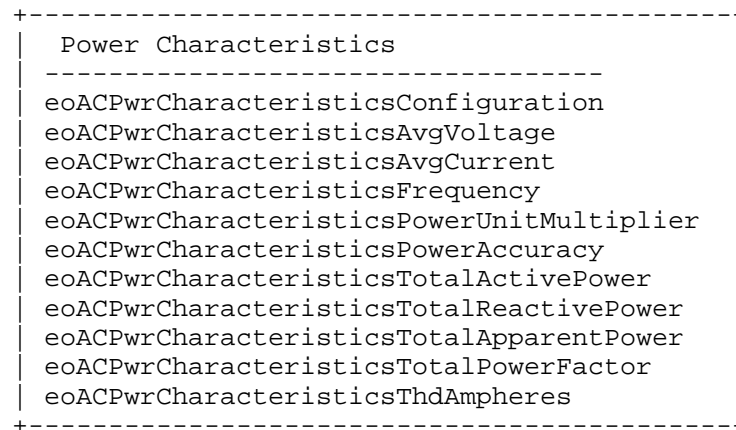 +---------------------------------------------
|  Power Characteristics
| -----------------------------------
| eoACPwrCharacteristicsConfiguration
| eoACPwrCharacteristicsAvgVoltage
| eoACPwrCharacteristicsAvgCurrent
| eoACPwrCharacteristicsFrequency
| eoACPwrCharacteristicsPowerUnitMultiplier
| eoACPwrCharacteristicsPowerAccuracy
| eoACPwrCharacteristicsTotalActivePower
| eoACPwrCharacteristicsTotalReactivePower
| eoACPwrCharacteristicsTotalApparentPower
| eoACPwrCharacteristicsTotalPowerFactor
| eoACPwrCharacteristicsThdAmpheres
+---------------------------------------------